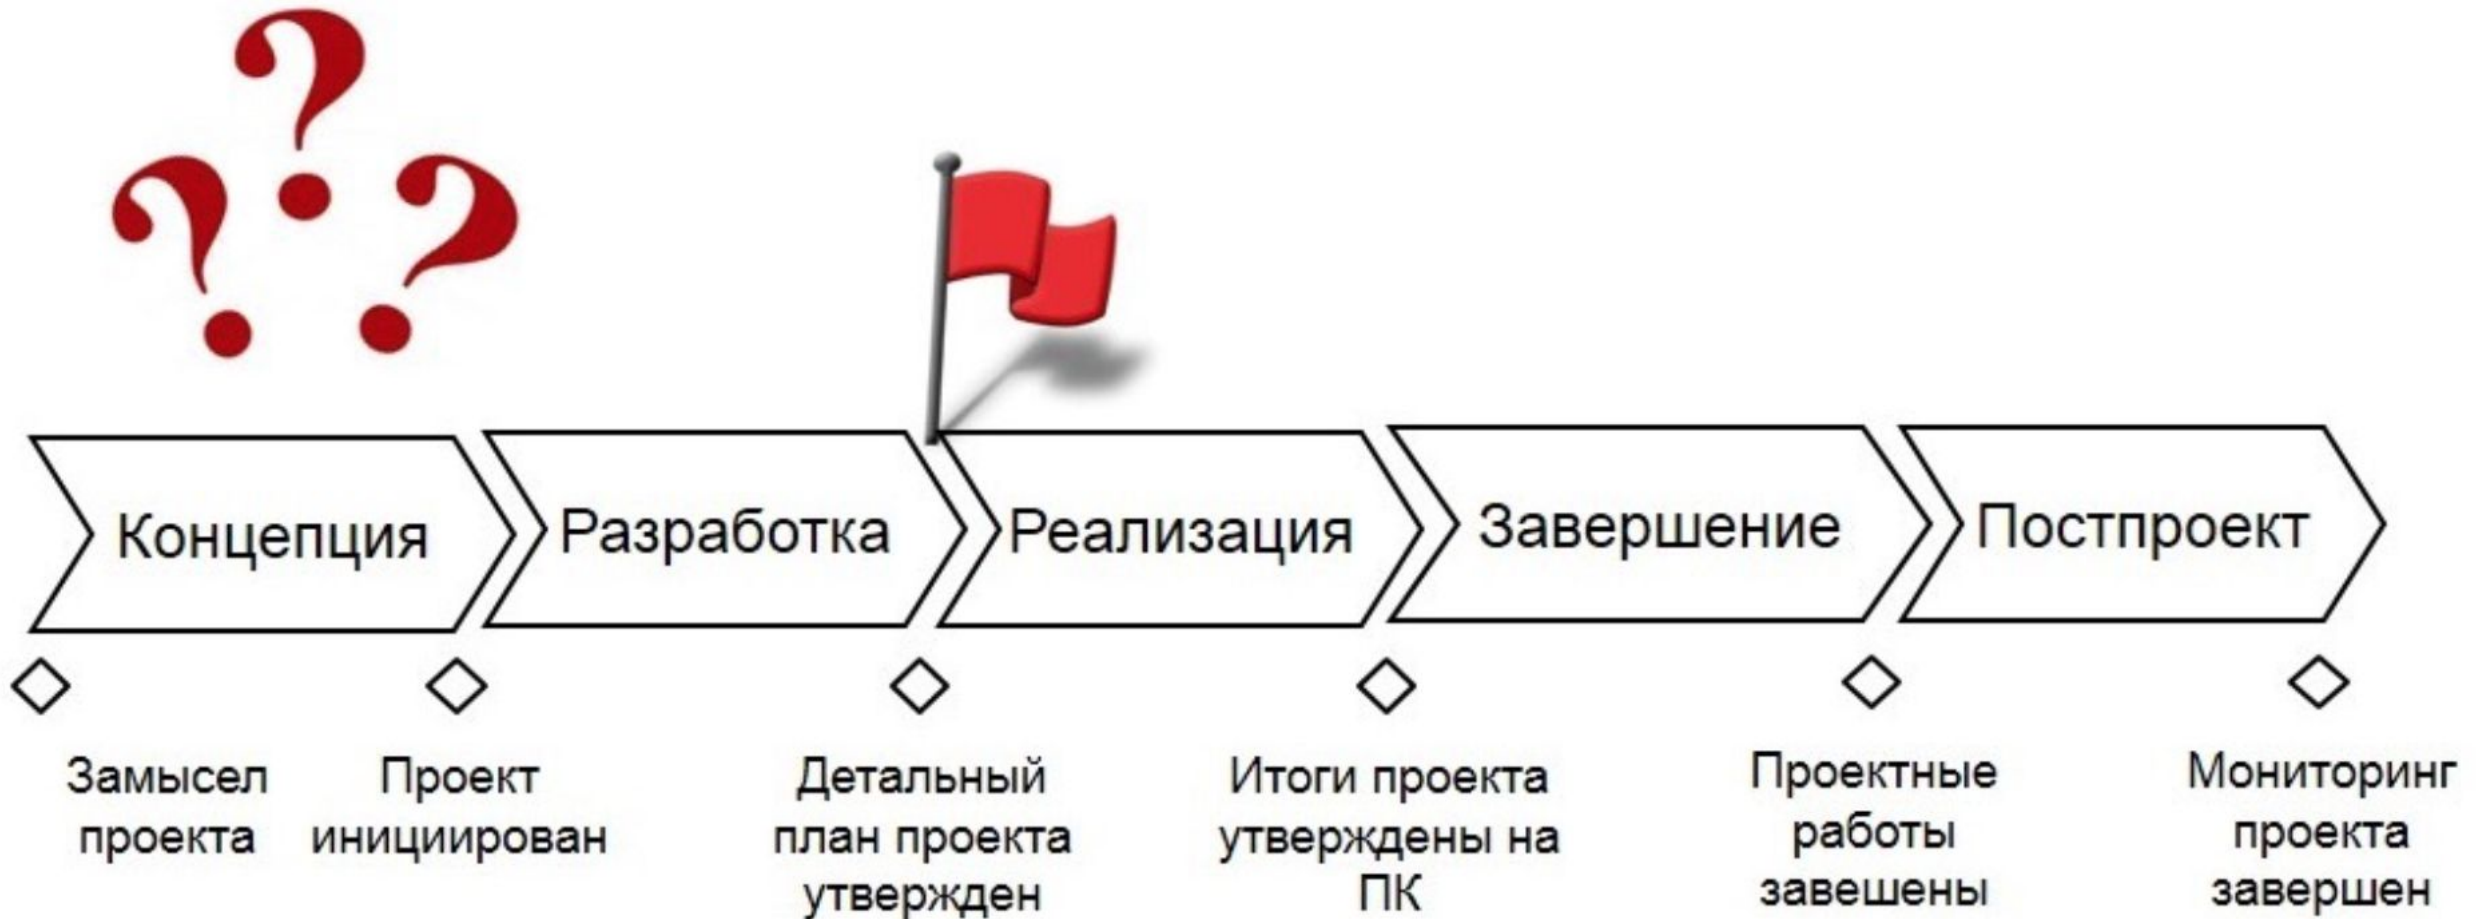 Концепция
Разработка
Реализация
Завершение
Постпроект
Замысел
проекта
Проект
инициирован
Детальный
план проекта
утвержден
Итоги проекта
утверждены на
ПК
Проектные
работы
завешены
Мониторинг
проекта
завершен